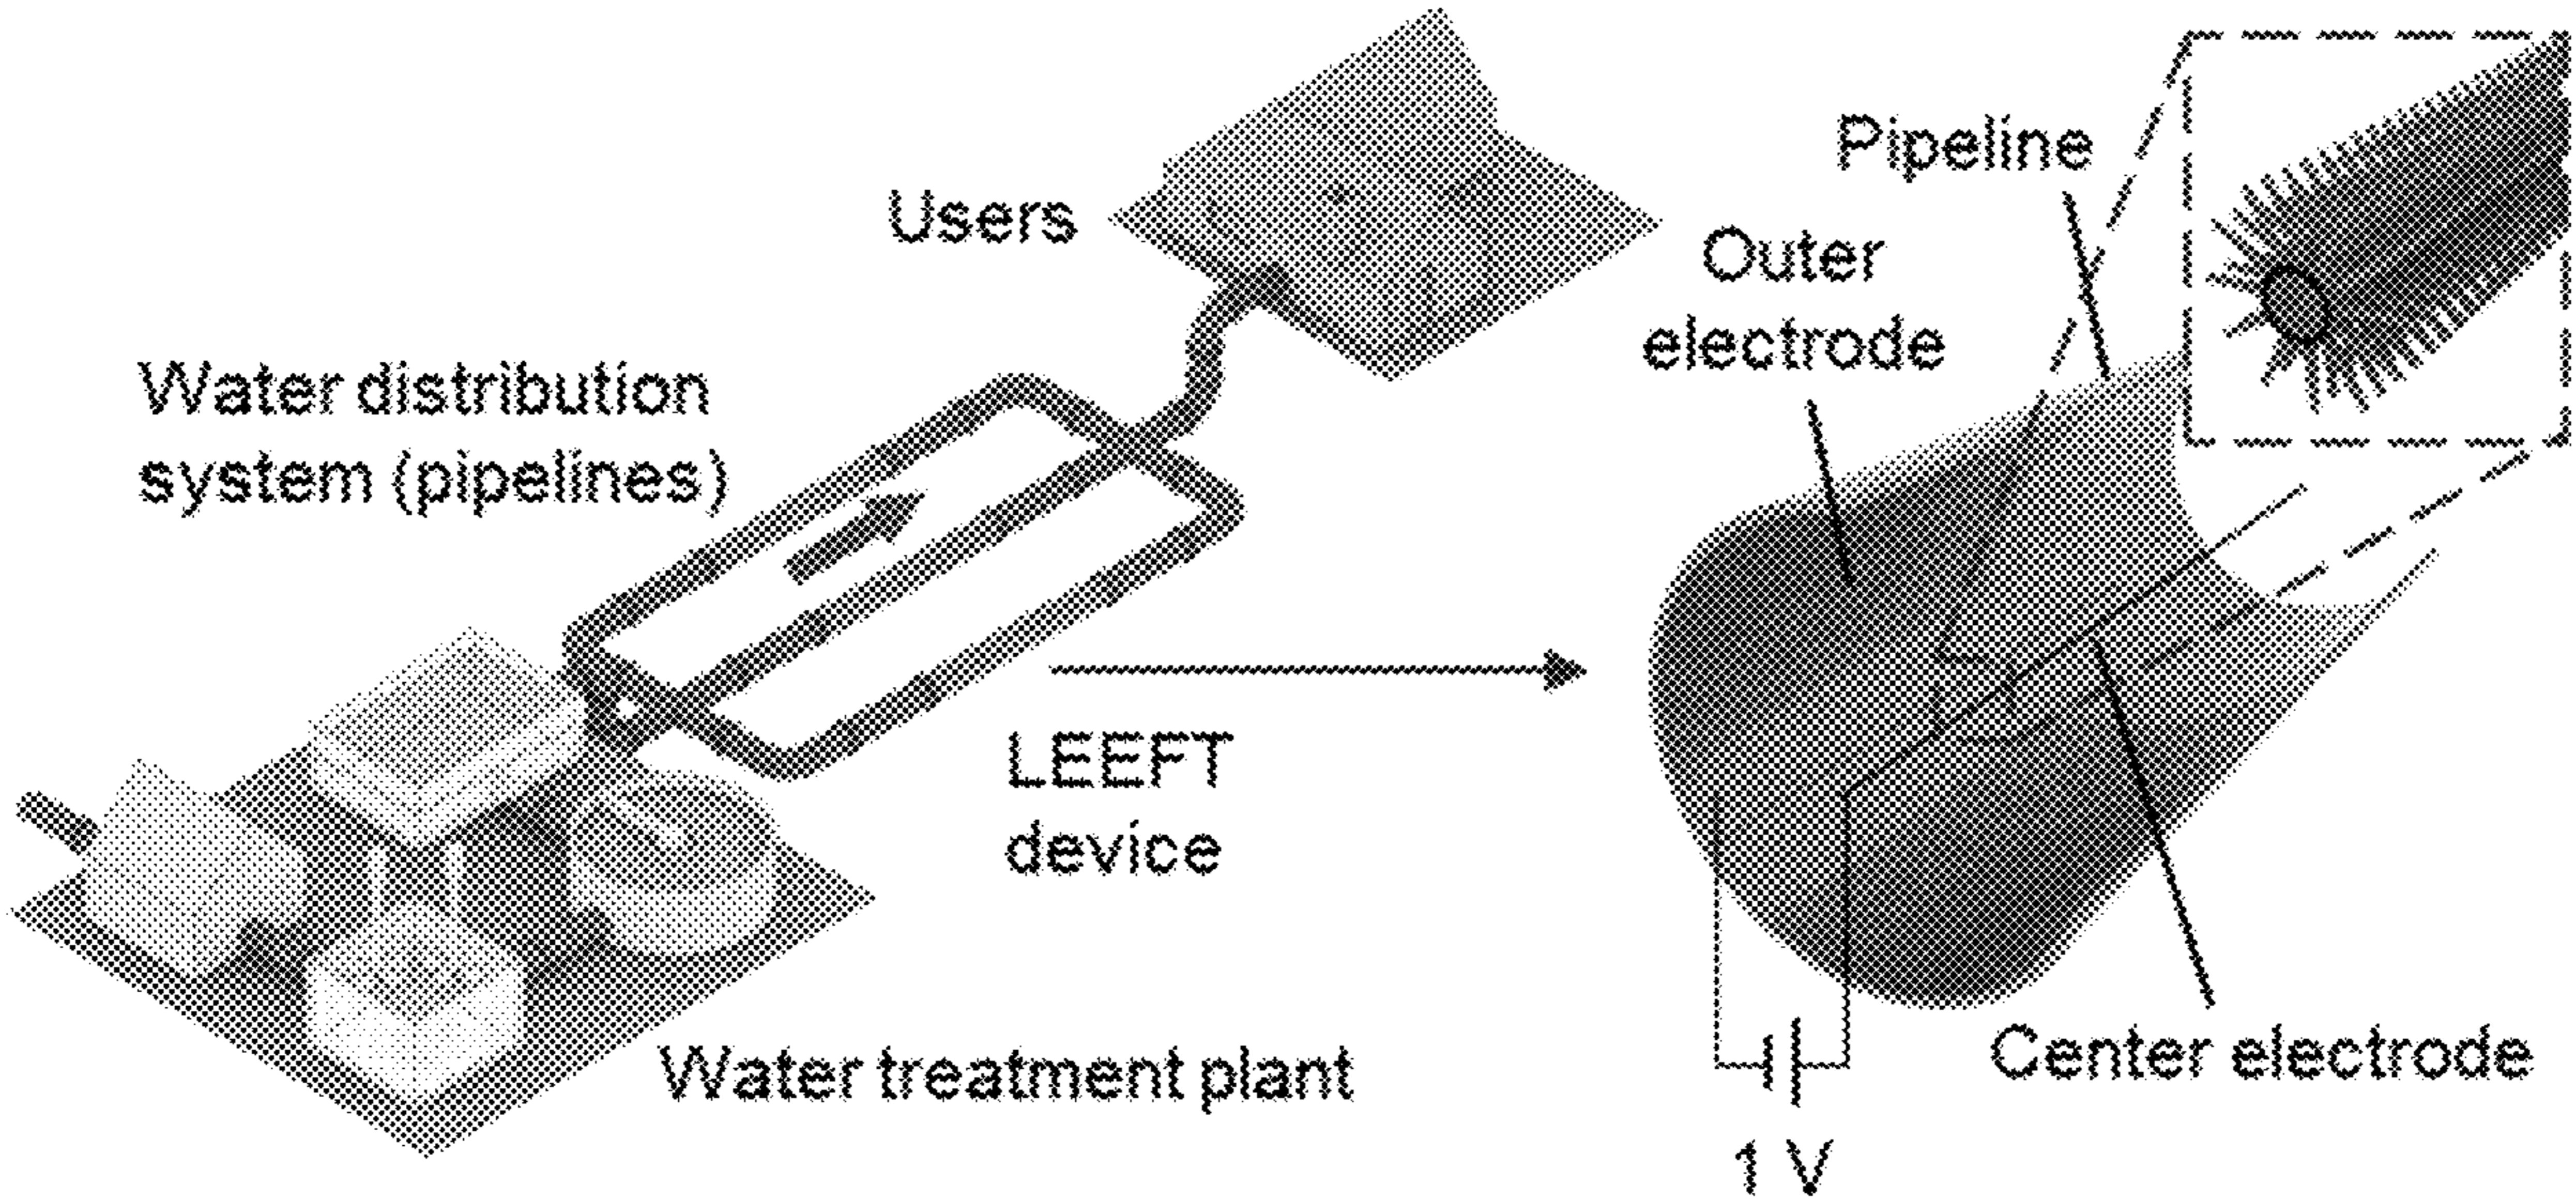 Users
Water distribution
system (pipelines)
LEEFT
device
Water treatment plant
Pipeline
Outer
electrode
Center electrode
1 V